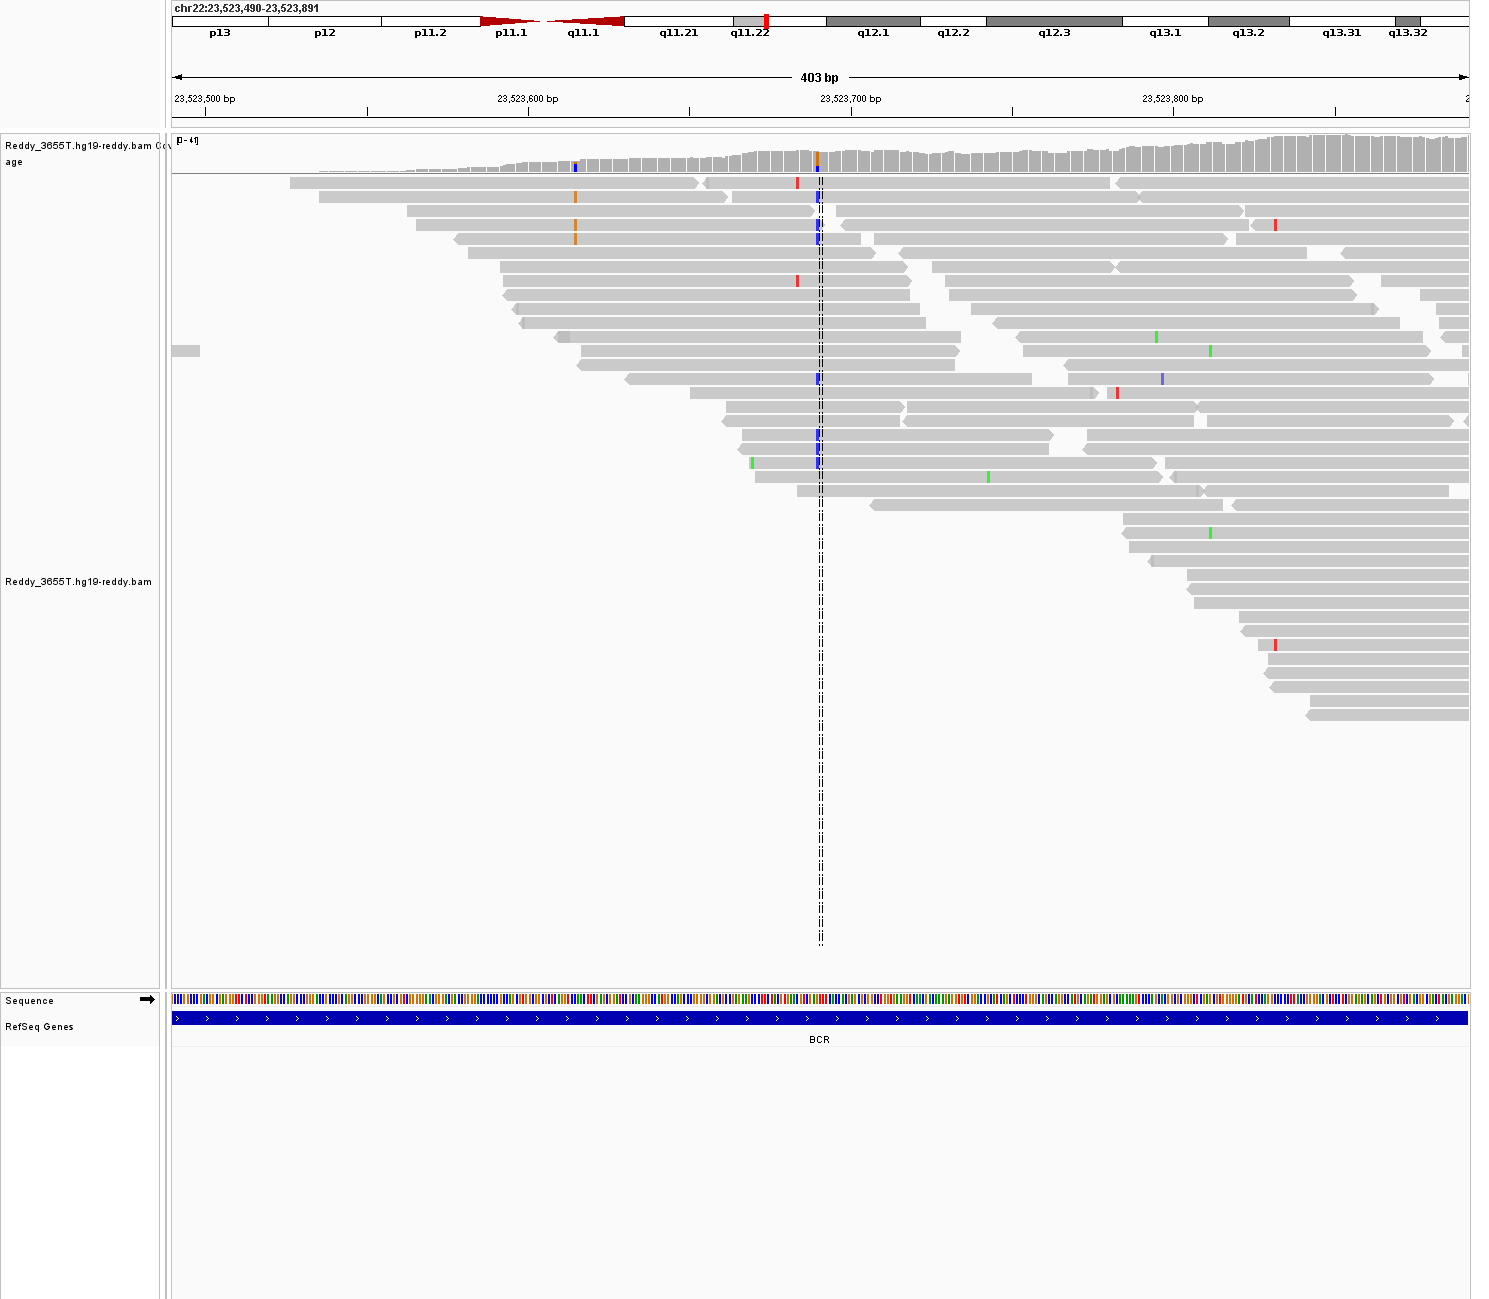 chr22:23,523,490-23,523,891
p13 p12 p11.2 p11.1 q11.1 q11.21 q11.22 q12.1 q12.2 q12.3 q13.1 q13.2 q13.31 q13.32
403 bp
23,523,500 bp 23,523,600 bp 23,523,700 bp 23,523,800 bp 2
[0 - 41]
Reddy_3655T.hg19-reddy.bam Cov
age
Reddy_3655T.hg19-reddy.bam
Sequence
RefSeq Genes
BCR